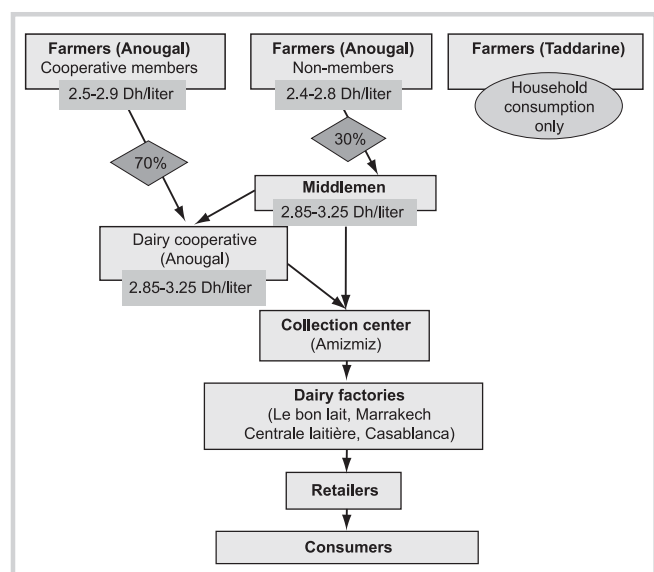 Farmers (Anougal)
Cooperative members
2.5-2.9 Dh/liter
Farmers (Anougal)
Non-members
2.4-2.8 Dh/liter
Farmers (Taddarine)
Household
consumption
only
70%
30%
Middlemen
2.85-3.25 Dh/liter
Dairy cooperative
(Anougal)
2.85-3.25 Dh/liter
Collection center
(Amizmiz)
Dairy factories
(Le bon lait, Marrakech
Centrale laitière, Casablanca)
Retailers
Consumers